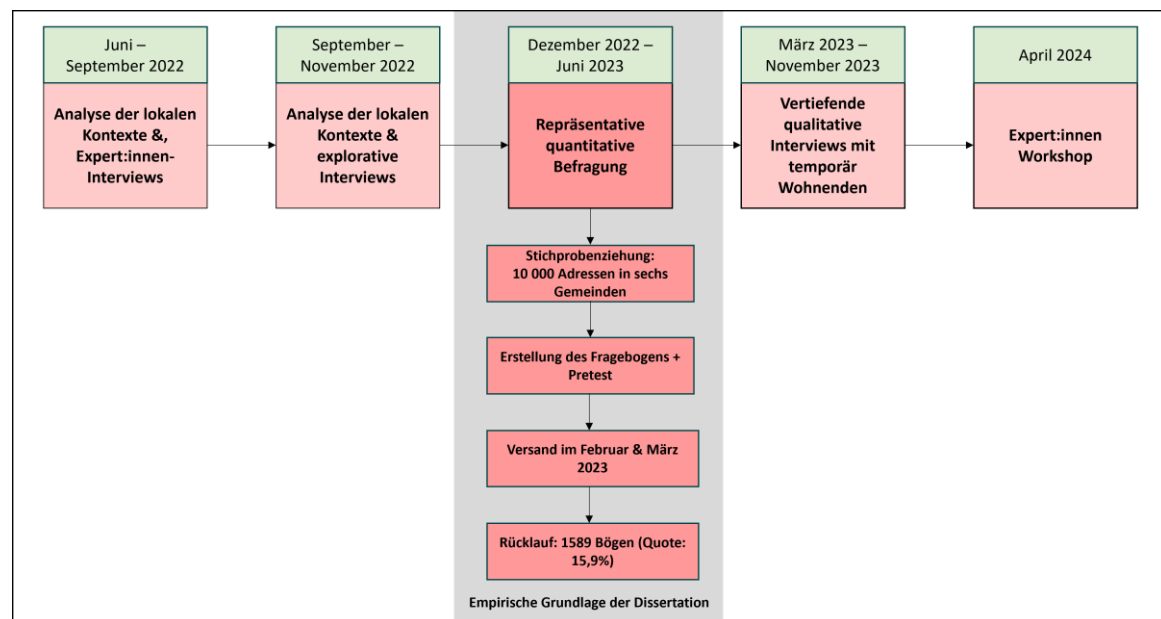 Juni –
September 2022
Analyse der lokalen
Kontexte &, 
Expert:innen-
Interviews
September –
November 2022
Analyse der lokalen
Kontexte &
explorative
Interviews
Dezember 2022 –
Juni 2023
Repräsentative
quantitative
Befragung
März 2023 –
November 2023
Vertiefende
qualitative
Interviews mit
temporär
Wohnenden
April 2024
Expert:innen
Workshop
Stichprobenziehung:
10 000 Adressen in sechs
Gemeinden
Erstellung des Fragebogens +
Pretest
Versand im Februar & März
2023
Rücklauf: 1589 Bögen (Quote:
15,9%)
Empirische Grundlage der Dissertation